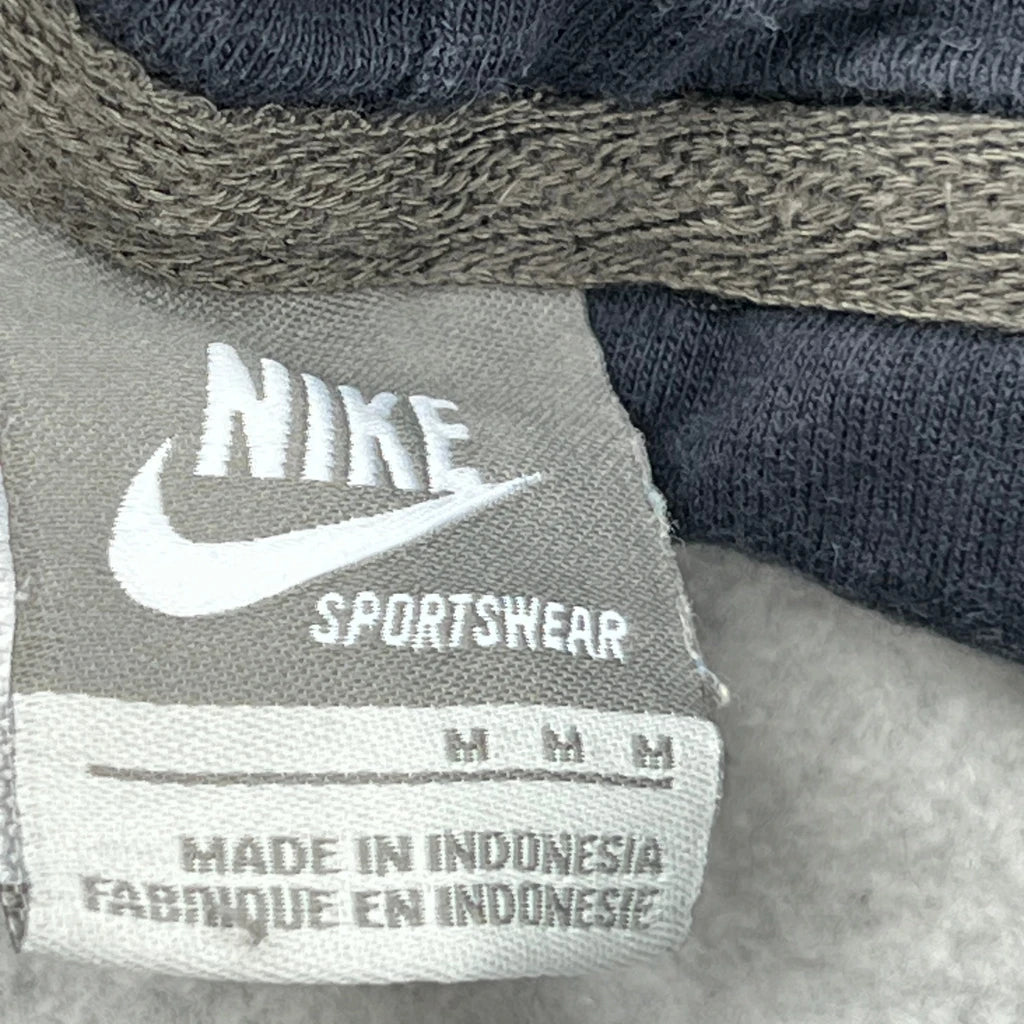 NIKE
SPORTSWEAR
M M M
MADE IN INDONESIA
FABRIQUE EN INDONESIE